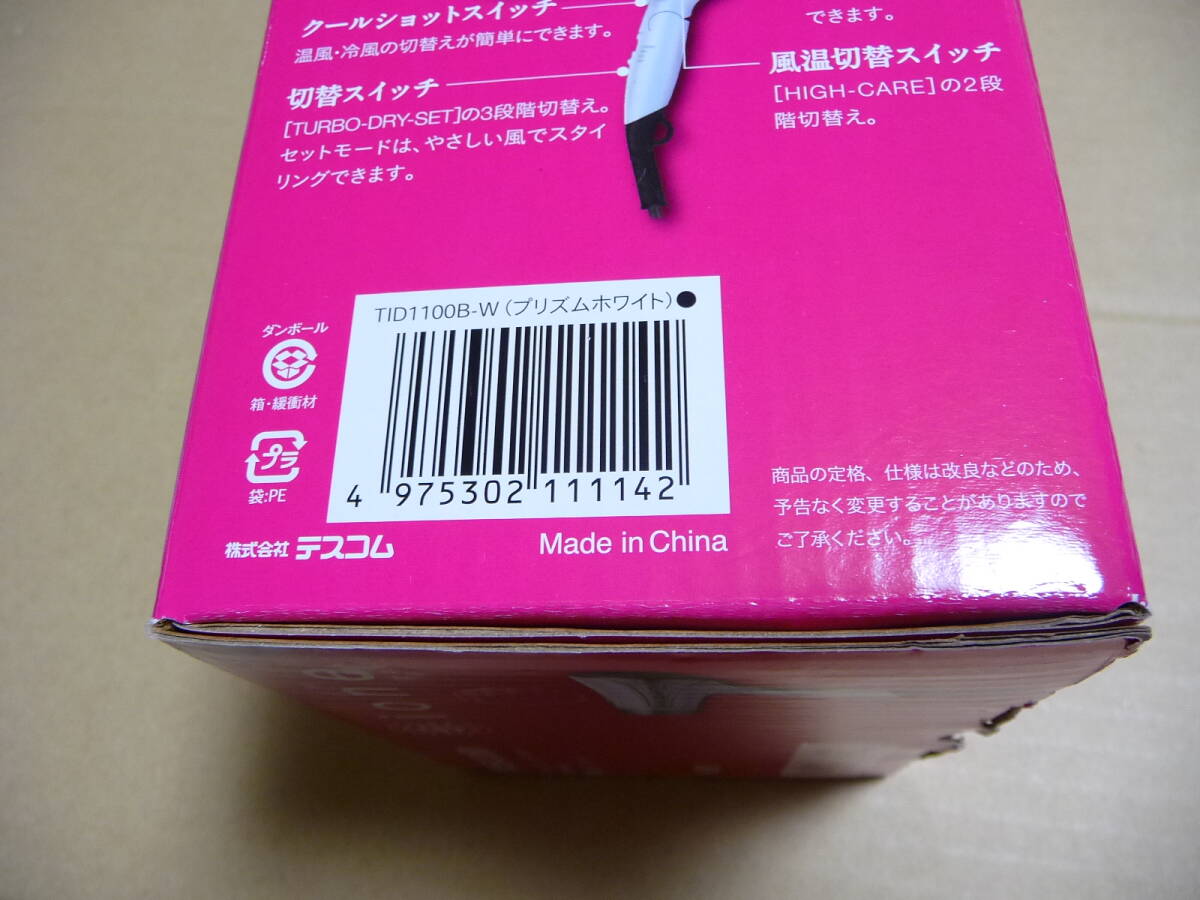 クールショットスイッチ
温風・冷風の切替えが簡単にできます。
切替スイッチ
[TURBO-DRY-SET]の3段階切替え。
セットモードは、やさしい風でスタイ
リングできます。
できます。
風温切替スイッチ
[HIGH-CARE]の2段
階切替え。
ダンボール
箱・緩衝材
プラ
袋:PE
TID1100B-W(プリズムホワイト)●
4 975302 111142
株式会社 テスコム
Made in China
商品の定格、仕様は改良などのため、
予告なく変更することがありますので
ご了承ください。